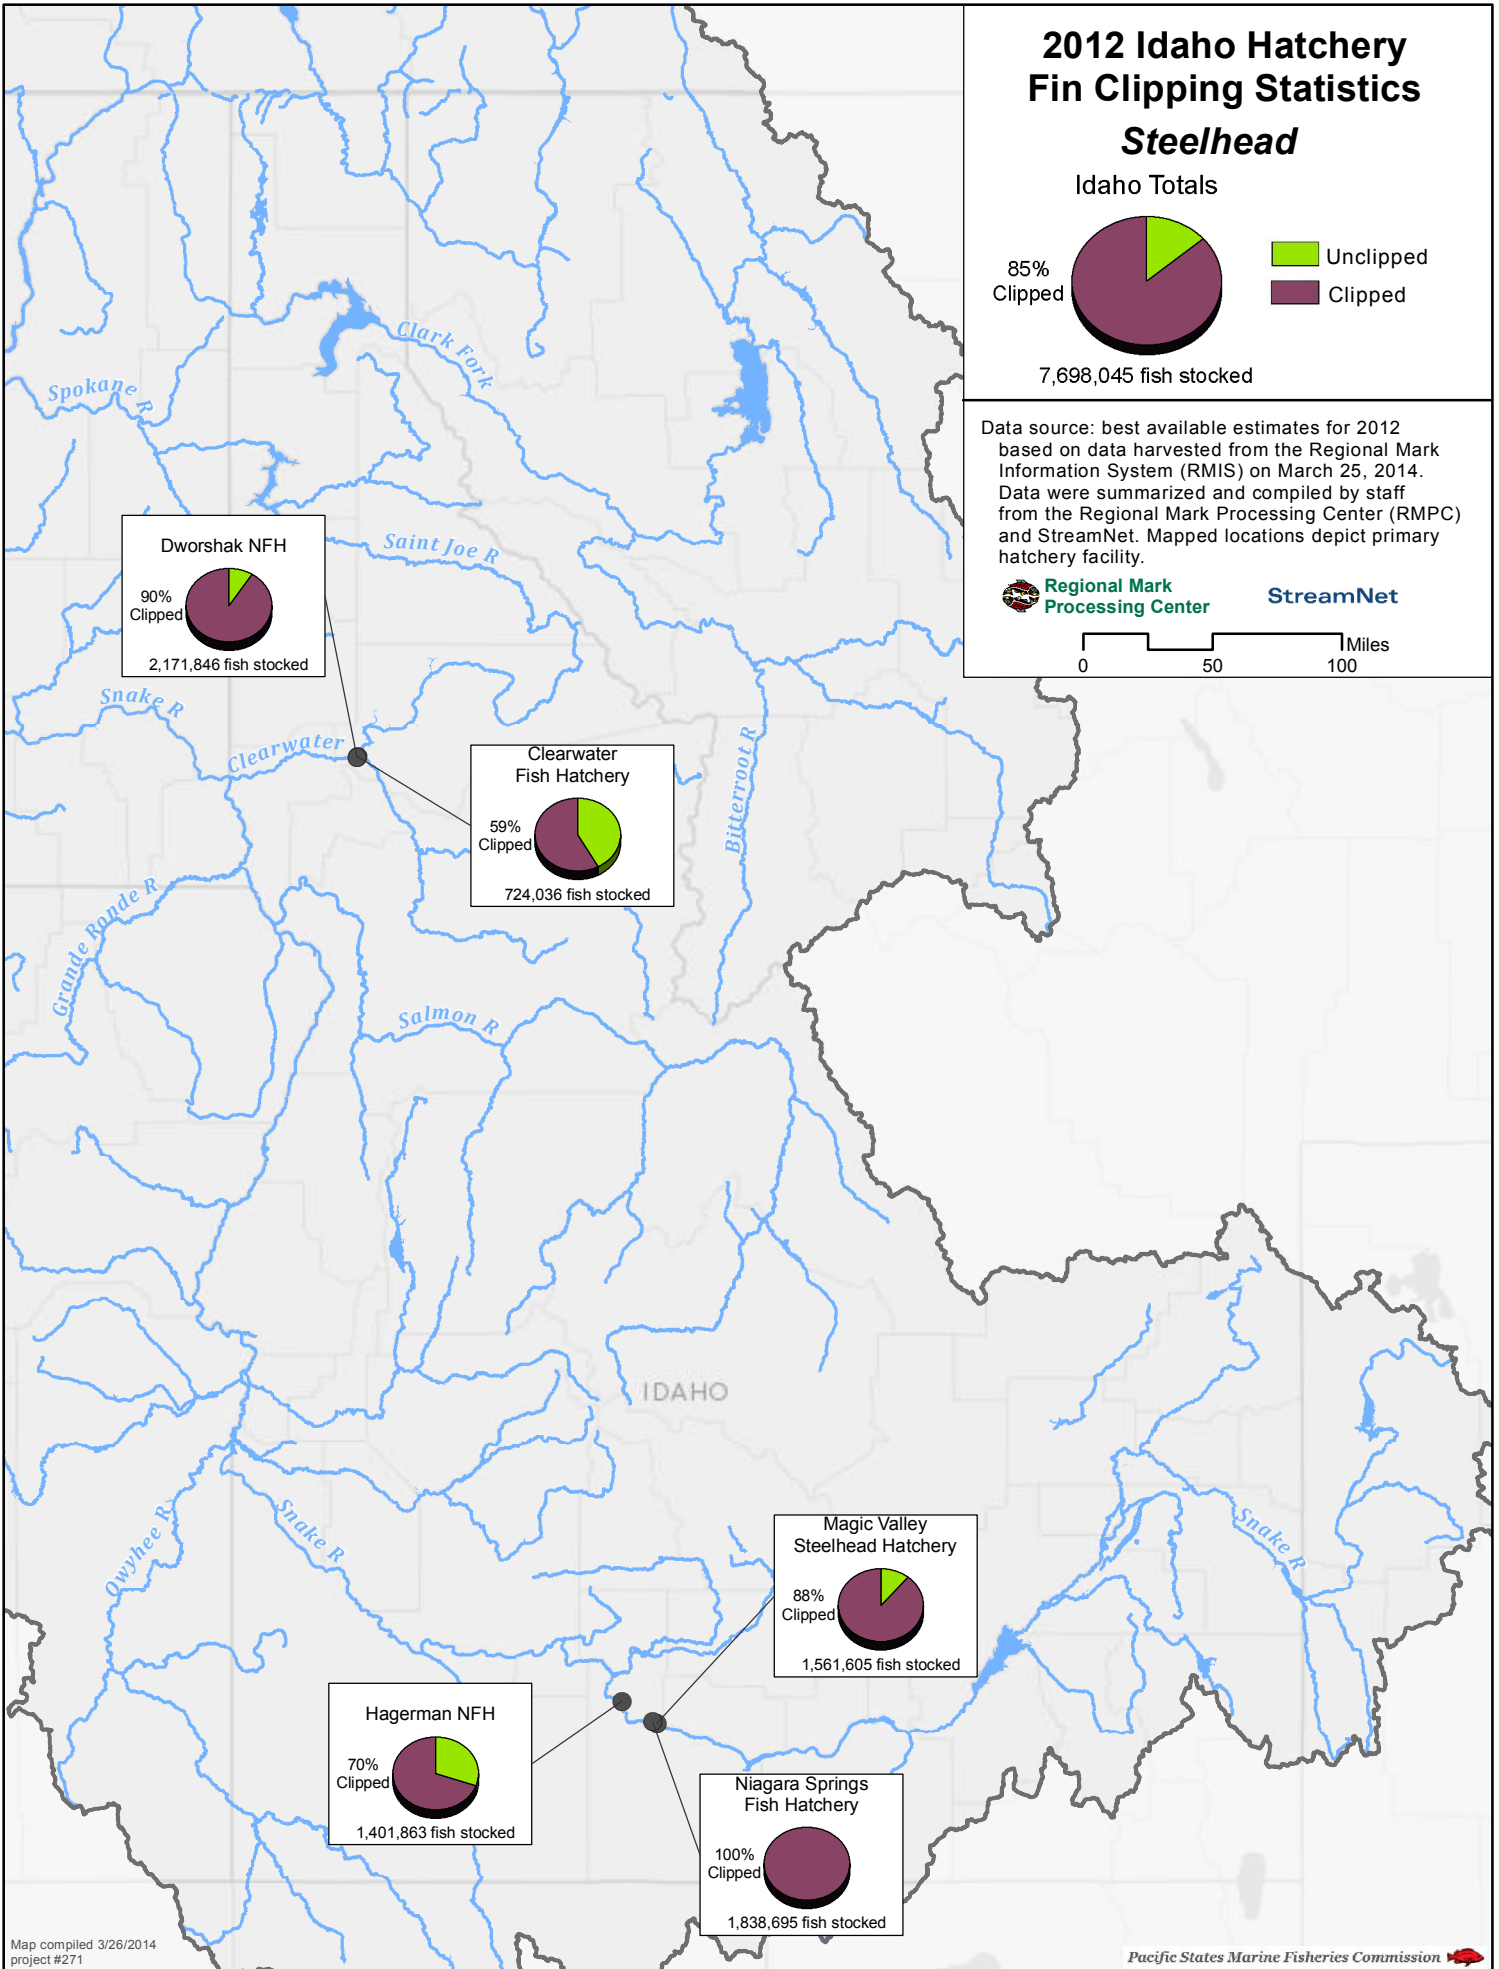 2012 Idaho Hatchery
Fin Clipping Statistics
Steelhead
Idaho Totals
85%
Clipped
Unclipped
Clipped
7,698,045 fish stocked
Data source: best available estimates for 2012
based on data harvested from the Regional Mark
Information System (RMIS) on March 25, 2014.
Data were summarized and compiled by staff
from the Regional Mark Processing Center (RMPC)
and StreamNet. Mapped locations depict primary
hatchery facility.
Regional Mark
Processing Center
StreamNet
Miles
0 50 100
Clark Fork
Spokane R
Saint Joe R
Dworshak NFH
90%
Clipped
2,171,846 fish stocked
Snake R
Clearwater
Clearwater
Fish Hatchery
59%
Clipped
724,036 fish stocked
Bitterroot R
Grande Ronde R
Salmon R
IDAHO
Owyhee R
Snake R
Snake R
Magic Valley
Steelhead Hatchery
88%
Clipped
1,561,605 fish stocked
Hagerman NFH
70%
Clipped
1,401,863 fish stocked
Niagara Springs
Fish Hatchery
100%
Clipped
1,838,695 fish stocked
Map compiled 3/26/2014
project #271
Pacific States Marine Fisheries Commission